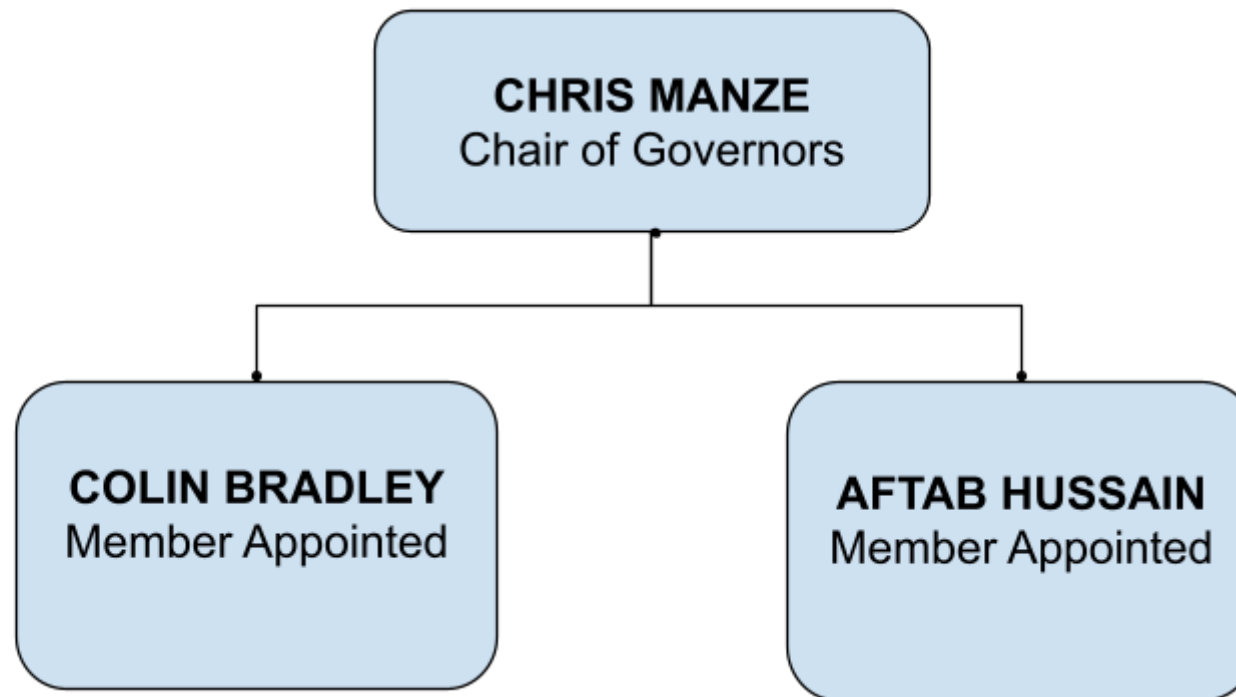 CHRIS MANZE
Chair of Governors
COLIN BRADLEY
Member Appointed
AFTAB HUSSAIN
Member Appointed